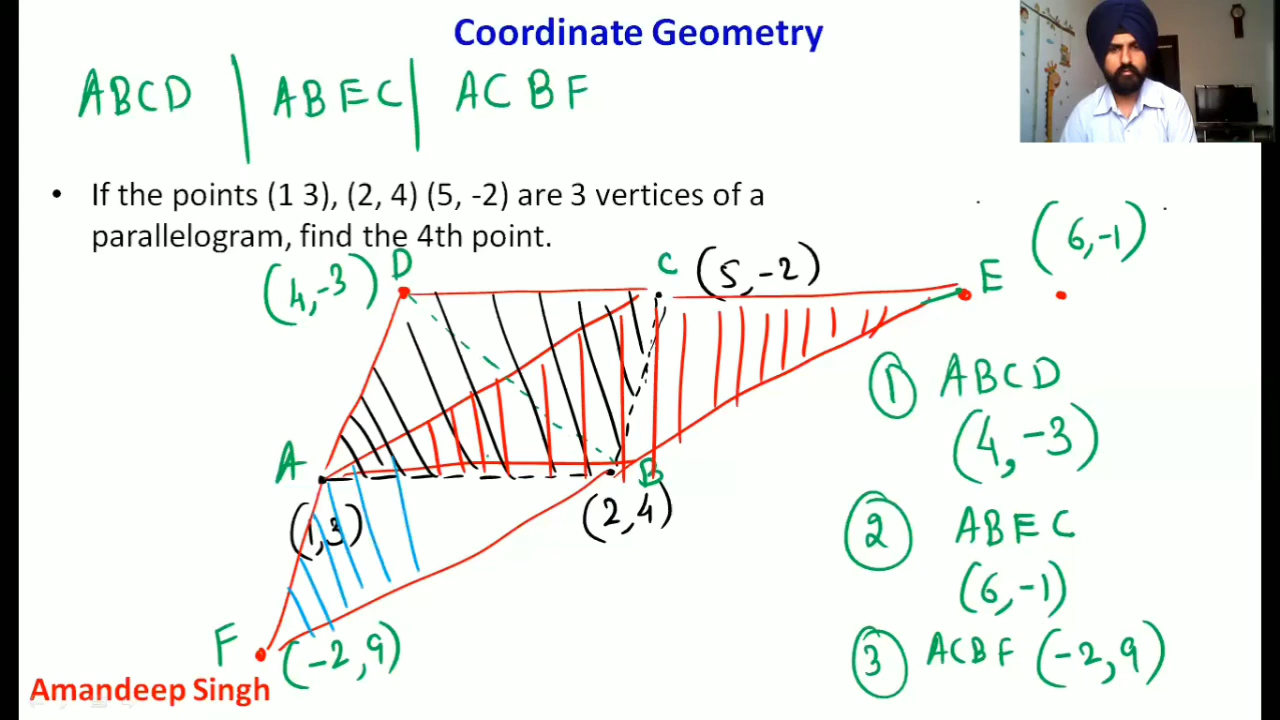 Coordinate Geometry
ABCD | ABEC | ACBF
• If the points (1 3), (2, 4) (5, -2) are 3 vertices of a
parallelogram, find the 4th point.
(4,-3) D
C (5,-2)
E (6,-1)
A
(1,3)
B
(2,4)
F (-2,9)
1 ABCD
(4,-3)
2 ABEC
(6,-1)
3 ACBF (-2,9)
Amandeep Singh